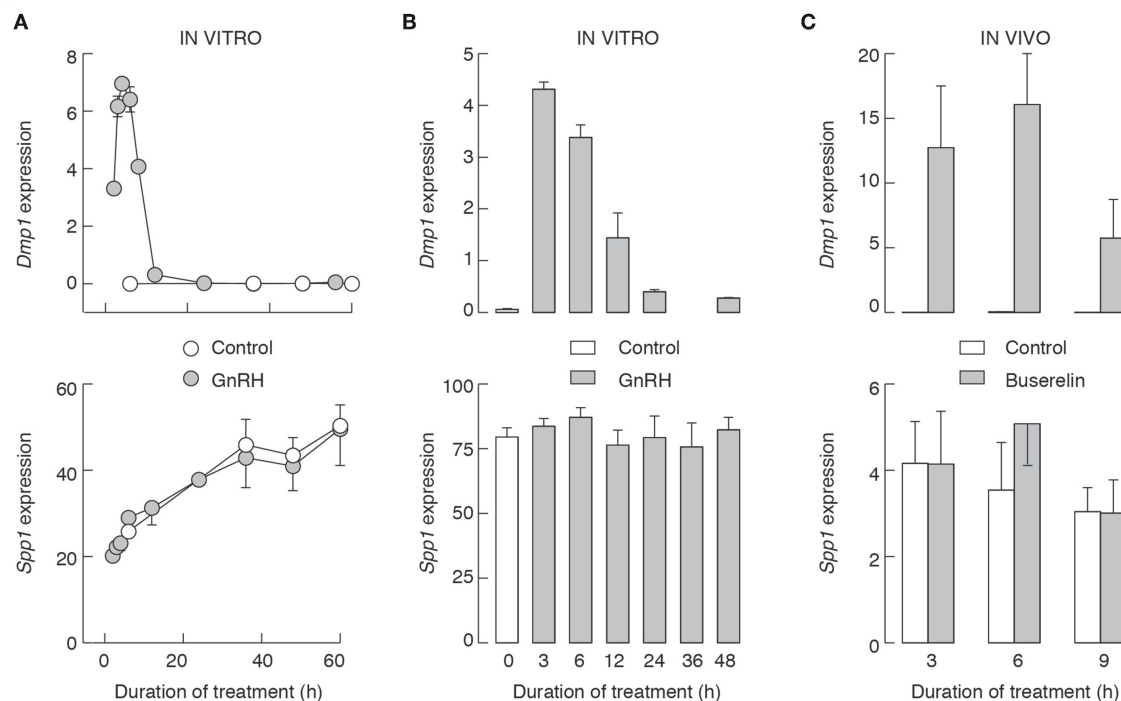 A
IN VITRO
8
6
4
2
0
Dmp1 expression
Control
GnRH
60
40
20
0
Spp1 expression
0 20 40 60
Duration of treatment (h)
B
IN VITRO
5
4
3
2
1
0
Dmp1 expression
Control
GnRH
100
75
50
25
0
Spp1 expression
0 3 6 12 24 36 48
Duration of treatment (h)
C
IN VIVO
20
15
10
5
0
Dmp1 expression
Control
Buserelin
6
4
2
0
Spp1 expression
3 6 9
Duration of treatment (h)